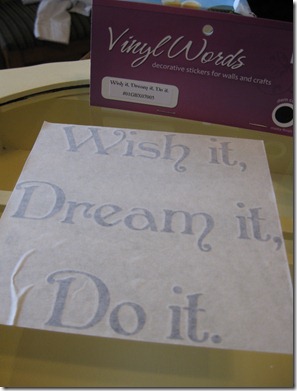 Vinyl Words
decorative stickers for walls and crafts
Wish it, Dream it, Do it.
Wish it,
Dream it,
Do it.